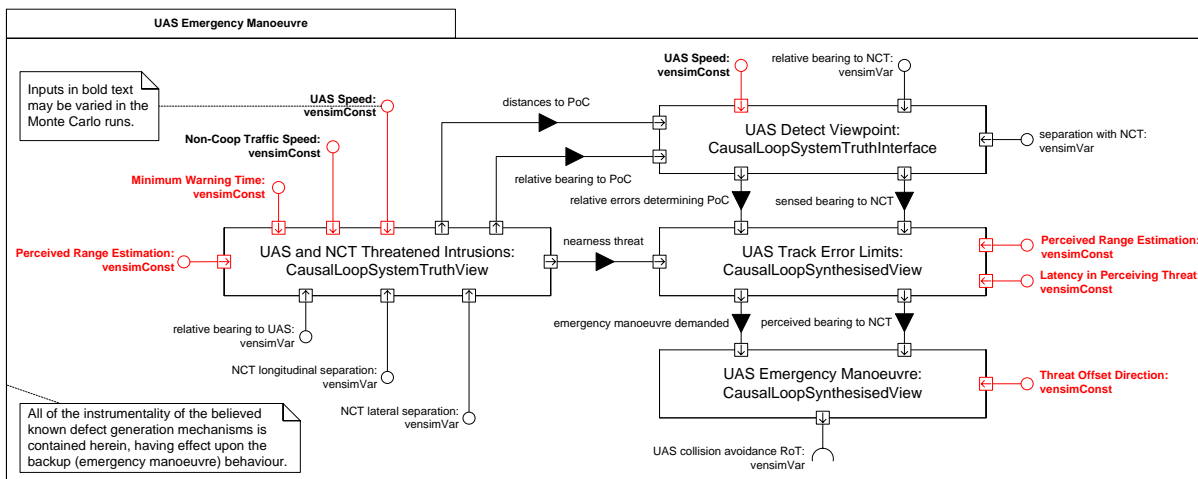 UAS Emergency Manoeuvre
Inputs in bold text
may be varied in the
Monte Carlo runs.
UAS Speed:
vensimConst
Non-Coop Traffic Speed:
vensimConst
Minimum Warning Time:
vensimConst
Perceived Range Estimation:
vensimConst
UAS and NCT Threatened Intrusions:
CausalLoopSystemTruthView
relative bearing to UAS:
vensimVar
NCT longitudinal separation:
vensimVar
NCT lateral separation:
vensimVar
All of the instrumentality of the believed
known defect generation mechanisms is
contained herein, having effect upon the
backup (emergency manoeuvre) behaviour.
distances to PoC
relative bearing to PoC
nearness threat
UAS Speed:
vensimConst
relative bearing to NCT:
vensimVar
UAS Detect Viewpoint:
CausalLoopSystemTruthInterface
separation with NCT:
vensimVar
relative errors determining PoC
sensed bearing to NCT
UAS Track Error Limits:
CausalLoopSynthesisedView
Perceived Range Estimation:
vensimConst
Latency in Perceiving Threat:
vensimConst
emergency manoeuvre demanded
perceived bearing to NCT
UAS Emergency Manoeuvre:
CausalLoopSynthesisedView
Threat Offset Direction:
vensimConst
UAS collision avoidance RoT:
vensimVar